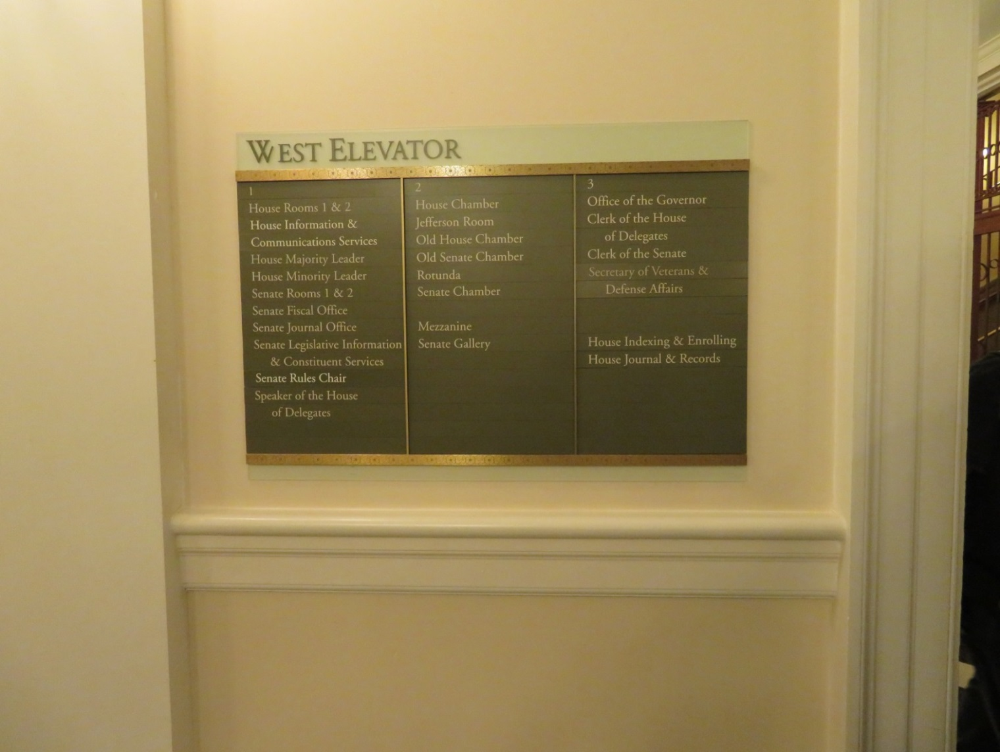 WEST ELEVATOR
1
House Rooms 1 & 2
House Information &
Communications Services
House Majority Leader
House Minority Leader
Senate Rooms 1 & 2
Senate Fiscal Office
Senate Journal Office
Senate Legislative Information
& Constituent Services
Senate Rules Chair
Speaker of the House
of Delegates
2
House Chamber
Jefferson Room
Old House Chamber
Old Senate Chamber
Rotunda
Senate Chamber
Mezzanine
Senate Gallery
3
Office of the Governor
Clerk of the House
of Delegates
Clerk of the Senate
Secretary of Veterans &
Defense Affairs
House Indexing & Enrolling
House Journal & Records